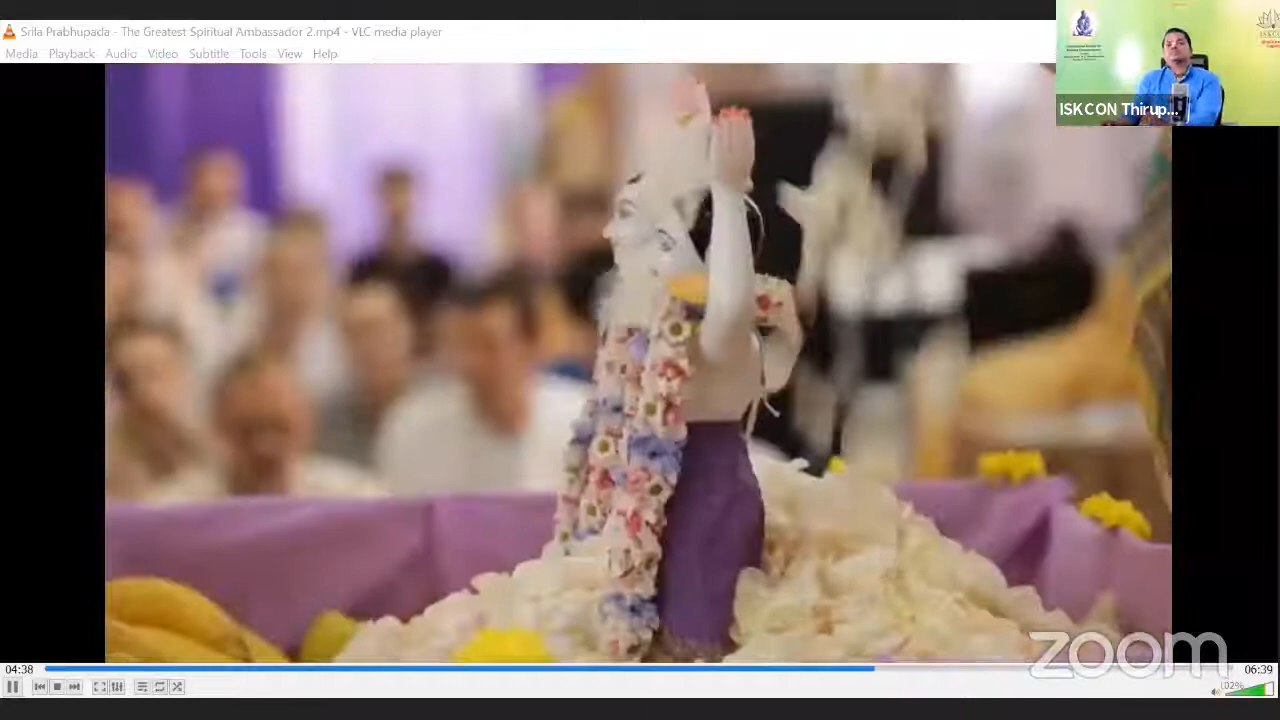 Srila Prabhupada - The Greatest Spiritual Ambassador 2.mp4 - VLC media player
Media Playback Audio Video Subtitle Tools View Help
ISKCON Thirup...
04:38
06:39
102%
zoom